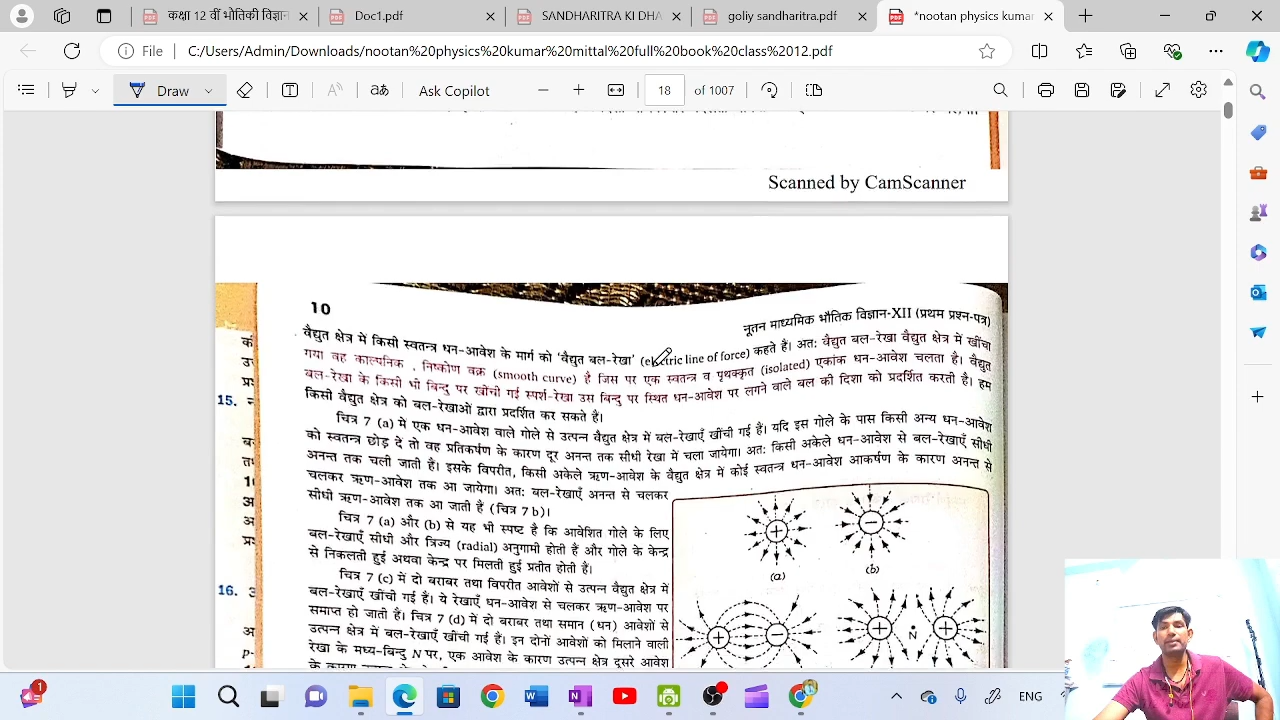 कक्षा 12 वीं भौतिकी विज्ञान
Doc1.pdf
SANDHARITRA KI DHA
goliy sandharitra.pdf
*nootan physics kumar
File
C:/Users/Admin/Downloads/nootan%20physics%20kumar%20mittal%20full%20book%20class%2012.pdf
Draw
Ask Copilot
18
of 1007
Scanned by CamScanner
10
नूतन माध्यमिक भौतिक विज्ञान-XII (प्रथम प्रश्न-पत्र)
वैद्युत क्षेत्र में किसी स्वतन्त्र धन-आवेश के मार्ग को 'वैद्युत बल-रेखा' (electric line of force) कहते हैं। अतः वैद्युत बल-रेखा वैद्युत क्षेत्र में खींचा
गया वह काल्पनिक , निष्कोण वक्र (smooth curve) है जिस पर एक स्वतन्त्र व पृथक्कृत (isolated) एकांक धन-आवेश चलता है। वैद्युत
बल-रेखा के किसी भी बिन्दु पर खींची गई स्पर्श-रेखा उस बिन्दु पर स्थित धन-आवेश पर लगने वाले बल की दिशा को प्रदर्शित करती है। हम
किसी वैद्युत क्षेत्र को बल-रेखाओं द्वारा प्रदर्शित कर सकते हैं।
चित्र 7 (a) में एक धन-आवेश वाले गोले से उत्पन्न वैद्युत क्षेत्र में बल-रेखाएँ खींची गई हैं। यदि इस गोले के पास किसी अन्य धन-आवेश
को स्वतन्त्र छोड़ दे तो वह प्रतिकर्षण के कारण दूर अनन्त तक सीधी रेखा में चला जायेगा। अतः किसी अकेले धन-आवेश से बल-रेखाएँ सीधी
अनन्त तक चली जाती हैं। इसके विपरीत, किसी अकेले ऋण-आवेश के वैद्युत क्षेत्र में कोई स्वतन्त्र धन-आवेश आकर्षण के कारण अनन्त से
चलकर ऋण-आवेश तक आ जायेगा। अतः बल-रेखाएँ अनन्त से चलकर
सीधी ऋण-आवेश तक आ जाती हैं (चित्र 7 b)।
चित्र 7 (a) और (b) से यह भी स्पष्ट है कि आवेशित गोले के लिए
बल-रेखाएँ सीधी और त्रिज्य (radial) अनुगामी होती हैं और गोले के केन्द्र
से निकलती हुई अथवा केन्द्र पर मिलती हुई प्रतीत होती हैं।
चित्र 7 (c) में दो बराबर तथा विपरीत आवेशों से उत्पन्न वैद्युत क्षेत्र में
बल-रेखाएँ खींची गई हैं। ये रेखाएँ धन-आवेश से चलकर ऋण-आवेश पर
समाप्त हो जाती हैं। चित्र 7 (d) में दो बराबर तथा समान (धन) आवेशों से
उत्पन्न क्षेत्र में बल-रेखाएँ खींची गई हैं। इन दोनों आवेशों को मिलाने वाली
रेखा के मध्य-बिन्दु N पर, एक आवेश के कारण उत्पन्न क्षेत्र दूसरे आवेश
15.
16.
(a)
(b)
N
ENG